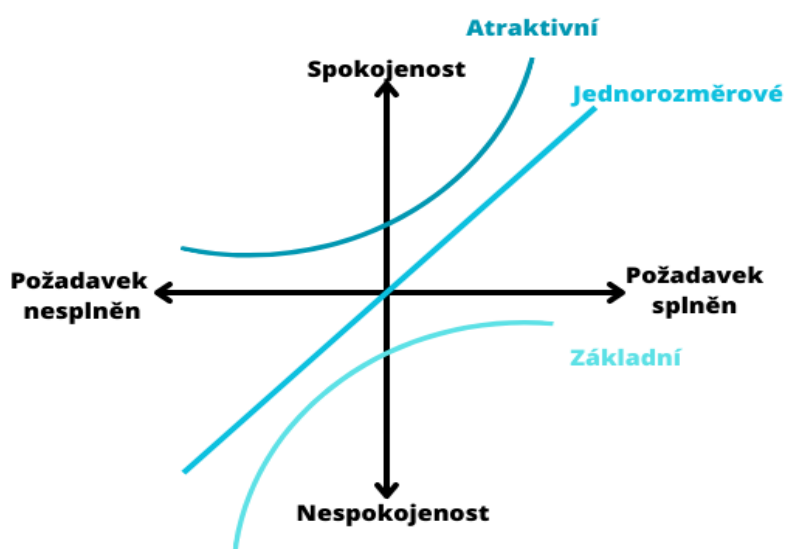 Atraktivní
Spokojenost
Jednorozměrové
Požadavek
nesplněn
Požadavek
splněn
Základní
Nespokojenost